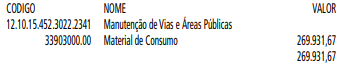 CODIGO NOME VALOR
12.10.15.452.3022.2341 Manutenção de Vias e Áreas Públicas
33903000.00 Material de Consumo 269.931,67
269.931,67